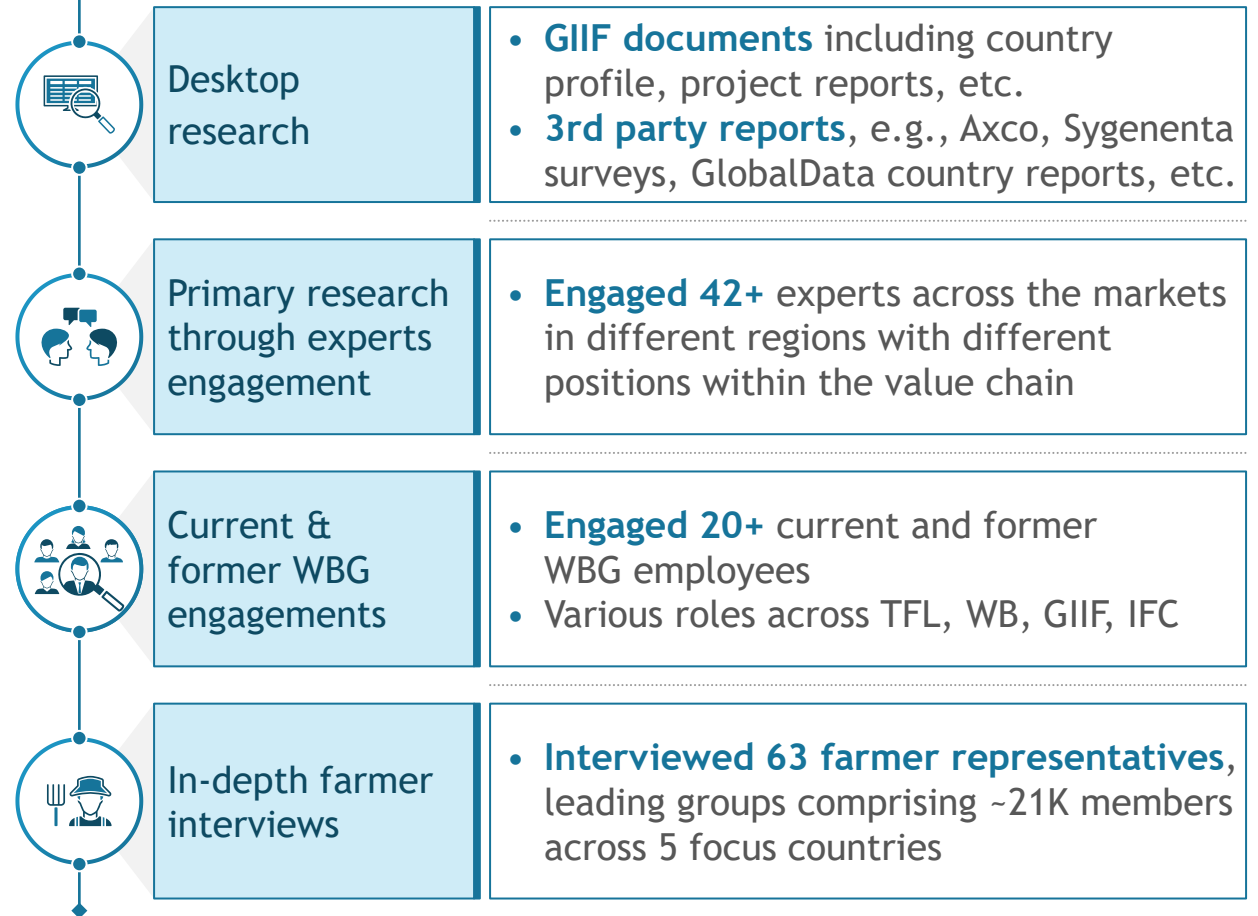 Desktop
research
• GIIF documents including country
profile, project reports, etc.
• 3rd party reports, e.g., Axco, Sygenenta
surveys, GlobalData country reports, etc.
Primary research
through experts
engagement
• Engaged 42+ experts across the markets
in different regions with different
positions within the value chain
Current &
former WBG
engagements
• Engaged 20+ current and former
WBG employees
• Various roles across TFL, WB, GIIF, IFC
In-depth farmer
interviews
• Interviewed 63 farmer representatives,
leading groups comprising ~21K members
across 5 focus countries